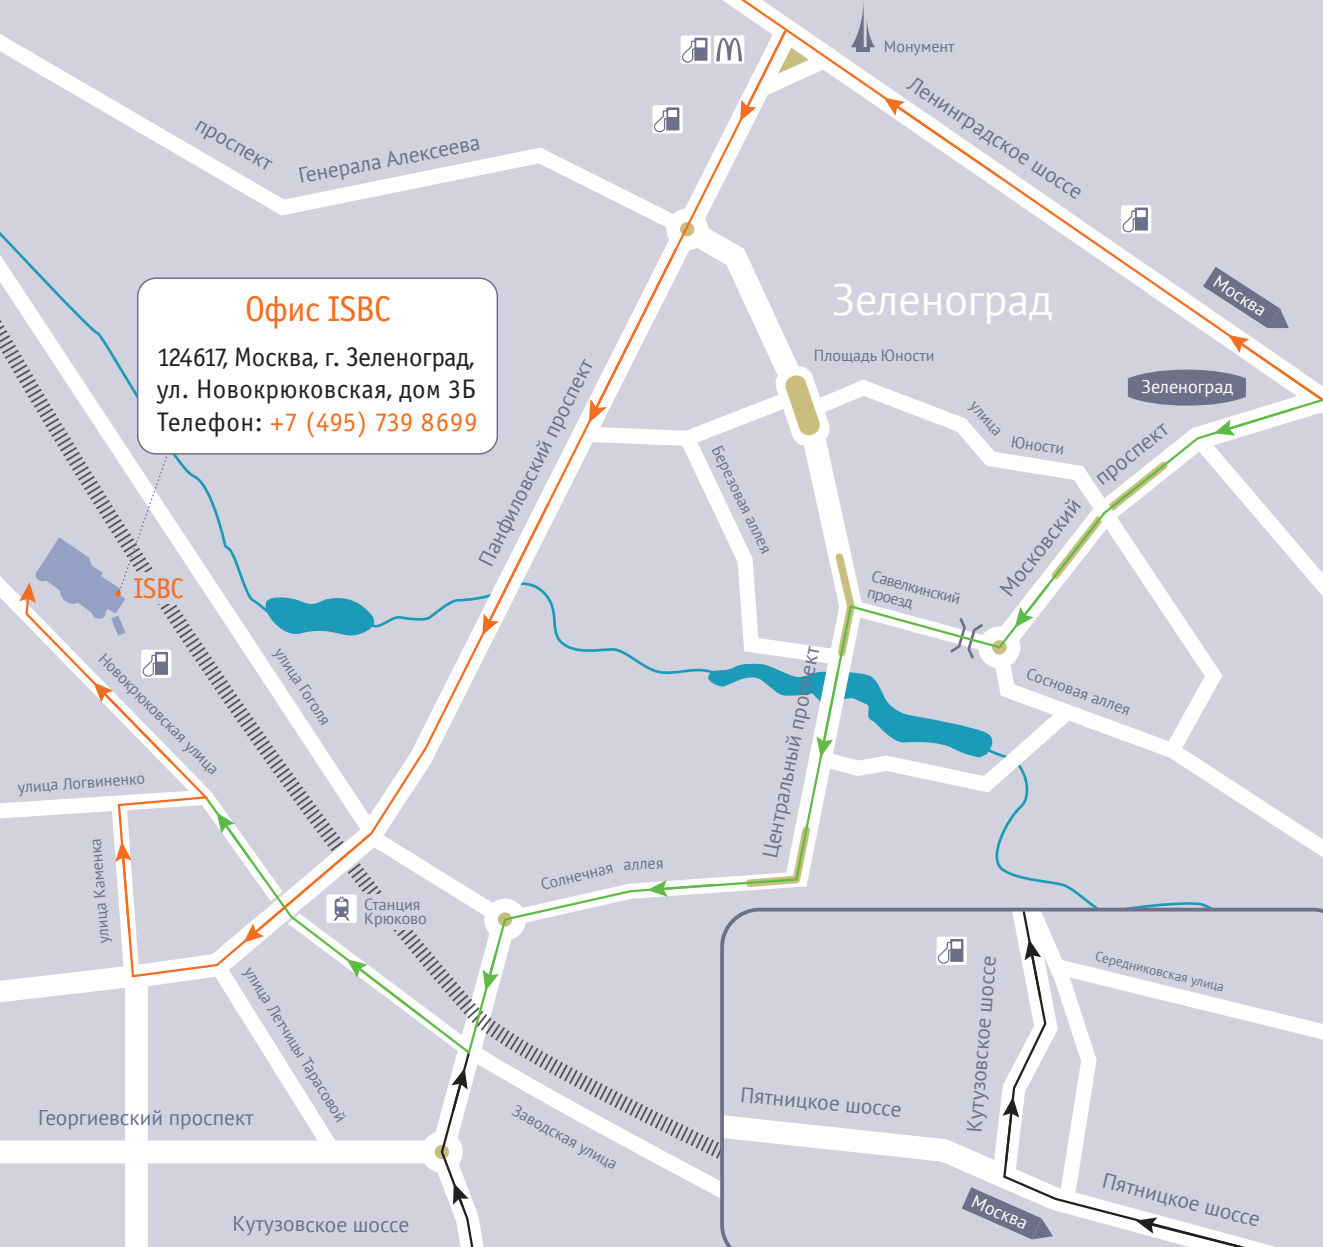 Монумент
Ленинградское шоссе
проспект
Генерала Алексеева
Москва
Зеленоград
Площадь Юности
Зеленоград
Офис ISBC
124617, Москва, г. Зеленоград,
ул. Новокрюковская, дом 3Б
Телефон: +7 (495) 739 8699
Панфиловский проспект
улица
Юности
проспект
Московский
Березовая аллея
Савелкинский
проезд
ISBC
улица Гоголя
Новокрюковская улица
Сосновая аллея
Центральный проспект
улица Логвиненко
улица Каменка
Солнечная аллея
Станция
Крюково
улица Летчицы Тарасовой
Георгиевский проспект
Заводская улица
Кутузовское шоссе
Середниковская улица
Кутузовское шоссе
Пятницкое шоссе
Пятницкое шоссе
Москва